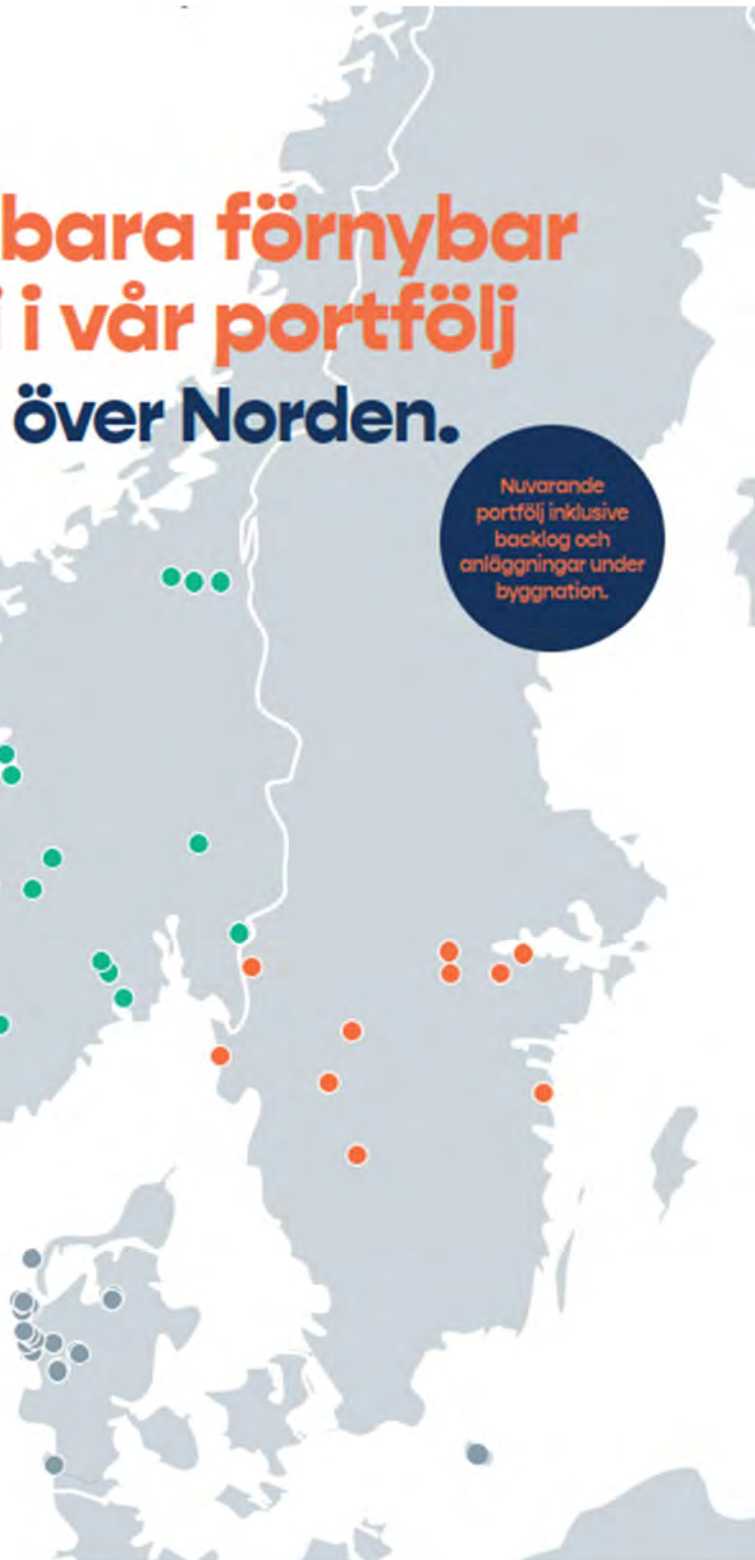 bara förnybar
i i vår portfölj
över Norden.
Nuvarande
portfölj inklusive
backlog och
anläggningar under
byggnation.